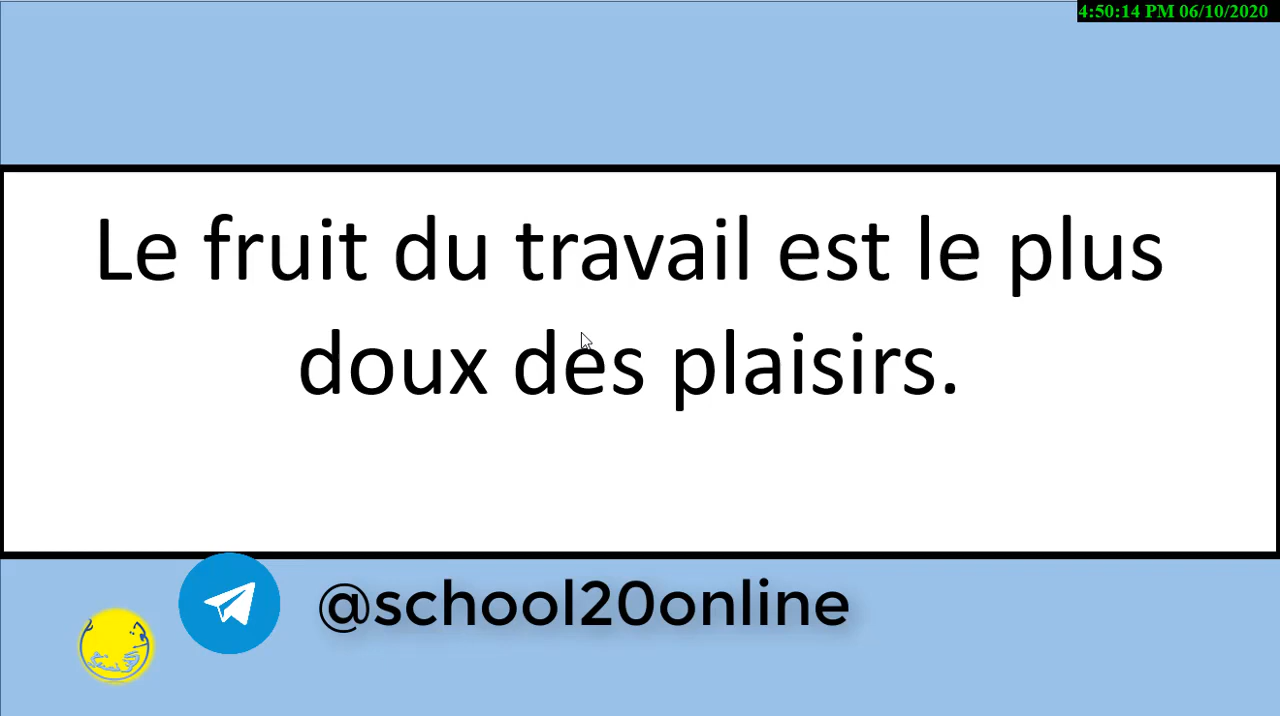 4:50:14 PM 06/10/2020
Le fruit du travail est le plus
doux des plaisirs.
@school20online